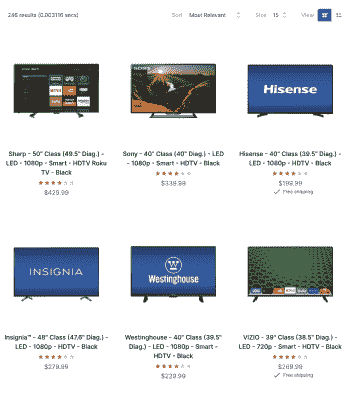 246 results (0.003116 secs)
Sort Most Relevant
Size 15
View
Hisense
Sharp - 50" Class (49.5" Diag.) -
LED - 1080p - Smart - HDTV Roku
TV - Black
$429.99
Sony - 40" Class (40" Diag.) - LED
- 1080p - Smart - HDTV - Black
$339.99
Hisense - 40" Class (39.5" Diag.) -
LED - 1080p - HDTV - Black
$199.99
Free shipping
INSIGNIA
Westinghouse
Insignia™ - 48" Class (47.6" Diag.) -
LED - 1080p - HDTV - Black
$279.99
Westinghouse - 40" Class (39.5"
Diag.) - LED - 1080p - Smart -
HDTV - Black
$229.99
VIZIO - 39" Class (38.5" Diag.) -
LED - 720p - Smart - HDTV - Black
$269.99
Free shipping